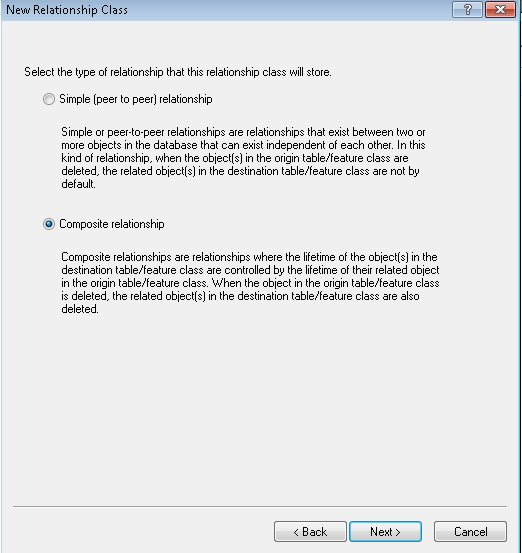 New Relationship Class
?
Select the type of relationship that this relationship class will store.
Simple (peer to peer) relationship
Simple or peer-to-peer relationships are relationships that exist between two or
more objects in the database that can exist independent of each other. In this
kind of relationship, when the object(s) in the origin table/feature class are
deleted, the related object(s) in the destination table/feature class are not by
default.
Composite relationship
Composite relationships are relationships where the lifetime of the object(s) in the
destination table/feature class are controlled by the lifetime of their related object
in the origin table/feature class. When the object in the origin table/feature class
is deleted, the related object(s) in the destination table/feature class are also
deleted.
< Back Next > Cancel